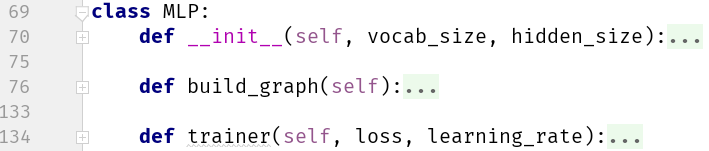 69 class MLP:
70 def __init__(self, vocab_size, hidden_size):...
75
76 def build_graph(self):...
133
134 def trainer(self, loss, learning_rate):...